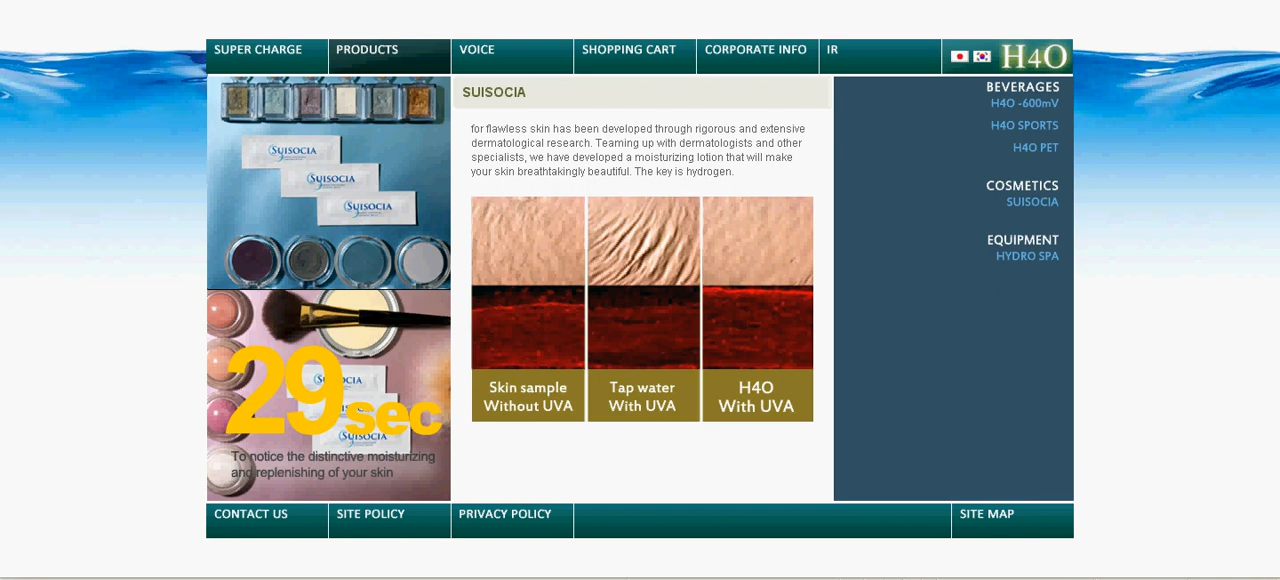 SUPER CHARGE
PRODUCTS
VOICE
SHOPPING CART
CORPORATE INFO
IR
H4O
SUISOCIA
SUISOCIA
SUISOCIA
29sec
SUISOCIA
SUISOCIA
To notice the distinctive moisturizing
and replenishing of your skin
SUISOCIA
for flawless skin has been developed through rigorous and extensive
dermatological research. Teaming up with dermatologists and other
specialists, we have developed a moisturizing lotion that will make
your skin breathtakingly beautiful. The key is hydrogen.
Skin sample
Without UVA
Tap water
With UVA
H4O
With UVA
BEVERAGES
H4O -600mV
H4O SPORTS
H4O PET
COSMETICS
SUISOCIA
EQUIPMENT
HYDRO SPA
CONTACT US
SITE POLICY
PRIVACY POLICY
SITE MAP